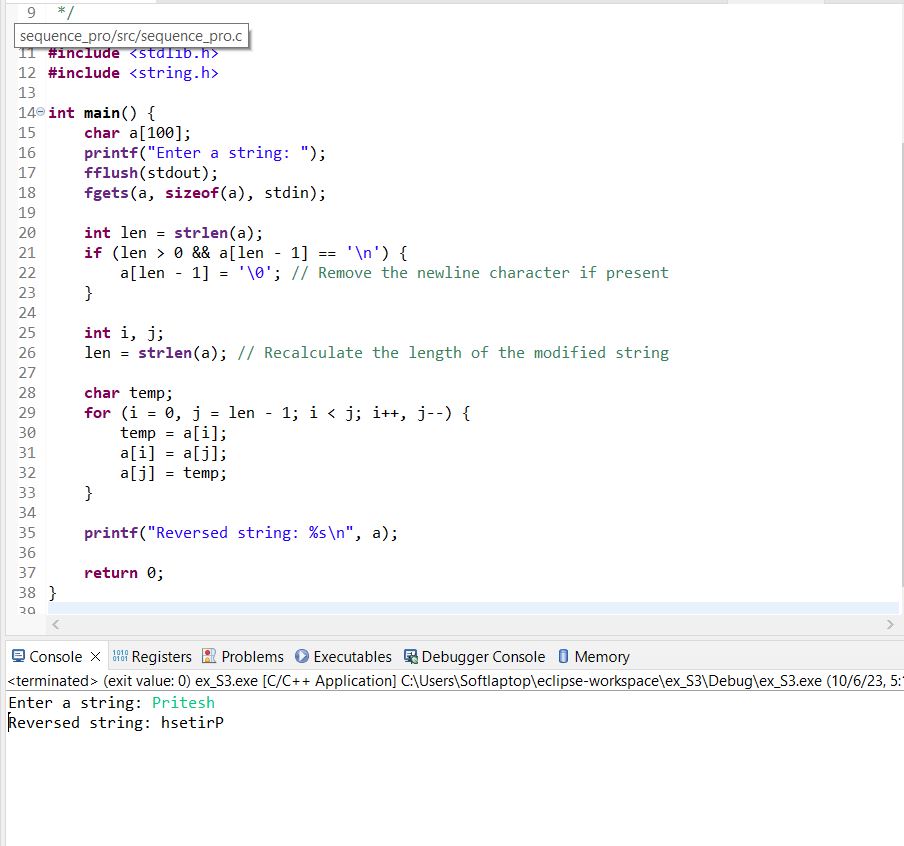 9 */
sequence_pro/src/sequence_pro.c
11 #include <stdlib.h>
12 #include <string.h>
13
14 int main() {
15 char a[100];
16 printf("Enter a string: ");
17 fflush(stdout);
18 fgets(a, sizeof(a), stdin);
19
20 int len = strlen(a);
21 if (len > 0 && a[len - 1] == '\n') {
22 a[len - 1] = '\0'; // Remove the newline character if present
23 }
24
25 int i, j;
26 len = strlen(a); // Recalculate the length of the modified string
27
28 char temp;
29 for (i = 0, j = len - 1; i < j; i++, j--) {
30 temp = a[i];
31 a[i] = a[j];
32 a[j] = temp;
33 }
34
35 printf("Reversed string: %s\n", a);
36
37 return 0;
38 }
39
Console Registers Problems Executables Debugger Console Memory
<terminated> (exit value: 0) ex_S3.exe [C/C++ Application] C:\Users\Softlaptop\eclipse-workspace\ex_S3\Debug\ex_S3.exe (10/6/23, 5:
Enter a string: Pritesh
Reversed string: hsetirP